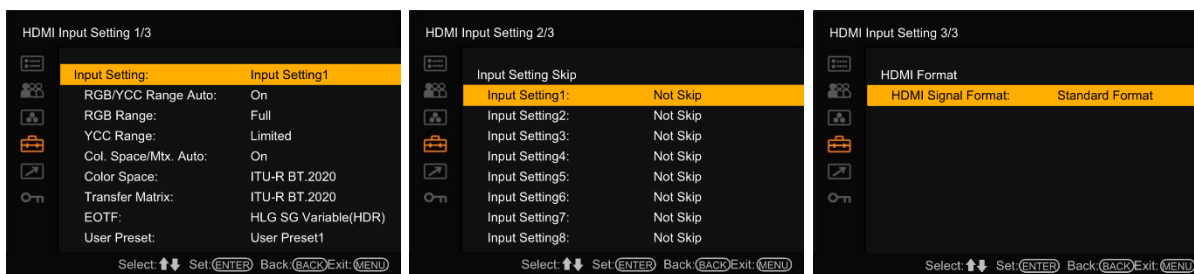 HDMI Input Setting 1/3
Input Setting: Input Setting1
RGB/YCC Range Auto: On
RGB Range: Full
YCC Range: Limited
Col. Space/Mtx. Auto: On
Color Space: ITU-R BT.2020
Transfer Matrix: ITU-R BT.2020
EOTF: HLG SG Variable(HDR)
User Preset: User Preset1
Select: Set:ENTER Back:BACK Exit:MENU
HDMI Input Setting 2/3
Input Setting Skip
Input Setting1: Not Skip
Input Setting2: Not Skip
Input Setting3: Not Skip
Input Setting4: Not Skip
Input Setting5: Not Skip
Input Setting6: Not Skip
Input Setting7: Not Skip
Input Setting8: Not Skip
Select: Set:ENTER Back:BACK Exit:MENU
HDMI Input Setting 3/3
HDMI Format
HDMI Signal Format: Standard Format
Select: Set:ENTER Back:BACK Exit:MENU